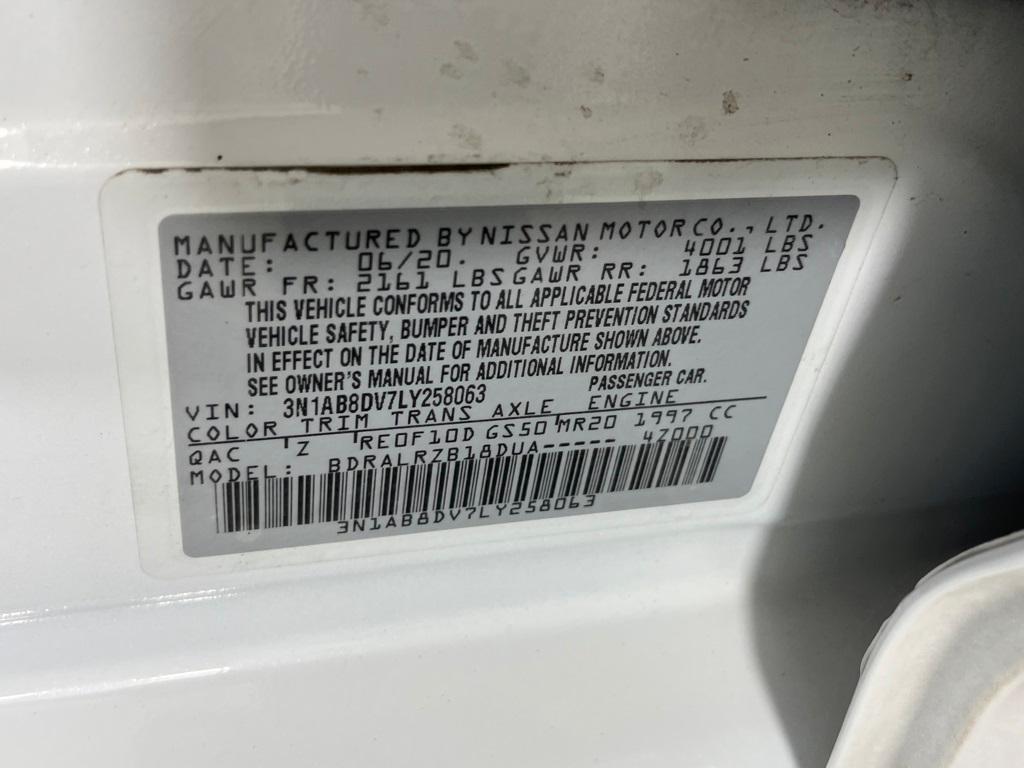 MANUFACTURED BY NISSAN MOTOR CO., LTD.
DATE: 06/20. GVWR: 4001 LBS
GAWR FR: 2161 LBS GAWR RR: 1863 LBS
THIS VEHICLE CONFORMS TO ALL APPLICABLE FEDERAL MOTOR
VEHICLE SAFETY, BUMPER AND THEFT PREVENTION STANDARDS
IN EFFECT ON THE DATE OF MANUFACTURE SHOWN ABOVE.
SEE OWNER'S MANUAL FOR ADDITIONAL INFORMATION.
VIN: 3N1AB8DV7LY258063 PASSENGER CAR.
COLOR TRIM TRANS AXLE ENGINE
QAC Z RE0F10D GS50 MR20 1997 CC
MODEL: BDRALRZB18DUA----- 4Z000
3N1AB8DV7LY258063